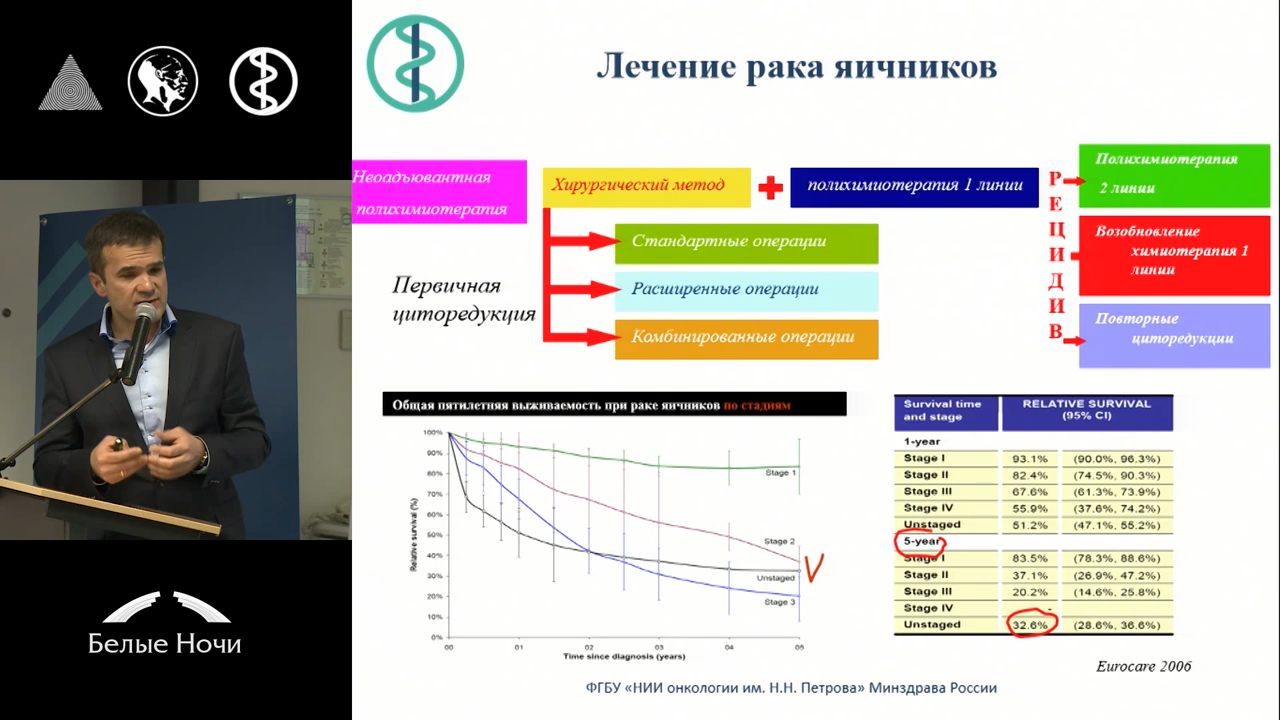 Лечение рака яичников
Неоадъювантная
полихимиотерапия
Хирургический метод
полихимиотерапия 1 линии
РЕЦИДИВ
Полихимиотерапия
2 линии
Возобновление
химиотерапия 1
линии
Повторные
циторедукции
Стандартные операции
Расширенные операции
Комбинированные операции
Первичная
циторедукция
Общая пятилетняя выживаемость при раке яичников по стадиям
Relative survival (%)
100%
90%
80%
70%
60%
50%
40%
30%
20%
10%
0%
Stage 1
Stage 2
Unstaged
Stage 3
V
00 01 02 03 04 05
Time since diagnosis (years)
Survival time and stage RELATIVE SURVIVAL (95% CI)
1-year
Stage I 93.1% (90.0%, 96.3%)
Stage II 82.4% (74.5%, 90.3%)
Stage III 67.6% (61.3%, 73.9%)
Stage IV 55.9% (37.6%, 74.2%)
Unstaged 51.2% (47.1%, 55.2%)
5-year
Stage I 83.5% (78.3%, 88.6%)
Stage II 37.1% (26.9%, 47.2%)
Stage III 20.2% (14.6%, 25.8%)
Stage IV -
Unstaged 32.6% (28.6%, 36.6%)
Eurocare 2006
ФГБУ «НИИ онкологии им. Н.Н. Петрова» Минздрава России
Белые Ночи